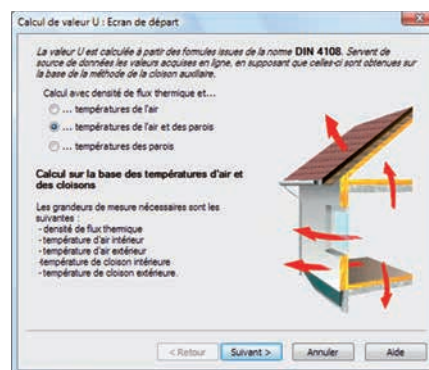 Calcul de valeur U : Ecran de départ
La valeur U est calculée à partir des formules issues de la norme DIN 4108. Servent de
source de données les valeurs acquises en ligne, en supposant que celles-ci sont obtenues sur
la base de la méthode de la cloison auxiliaire.
Calcul avec densité de flux thermique et...
... températures de l'air
... températures de l'air et des parois
... températures des parois
Calcul sur la base des températures d'air et
des cloisons
Les grandeurs de mesure nécessaires sont les
suivantes :
- densité de flux thermique
- température d'air intérieur
- température d'air extérieur
-température de cloison intérieure
- température de cloison extérieure.
< Retour Suivant > Annuler Aide